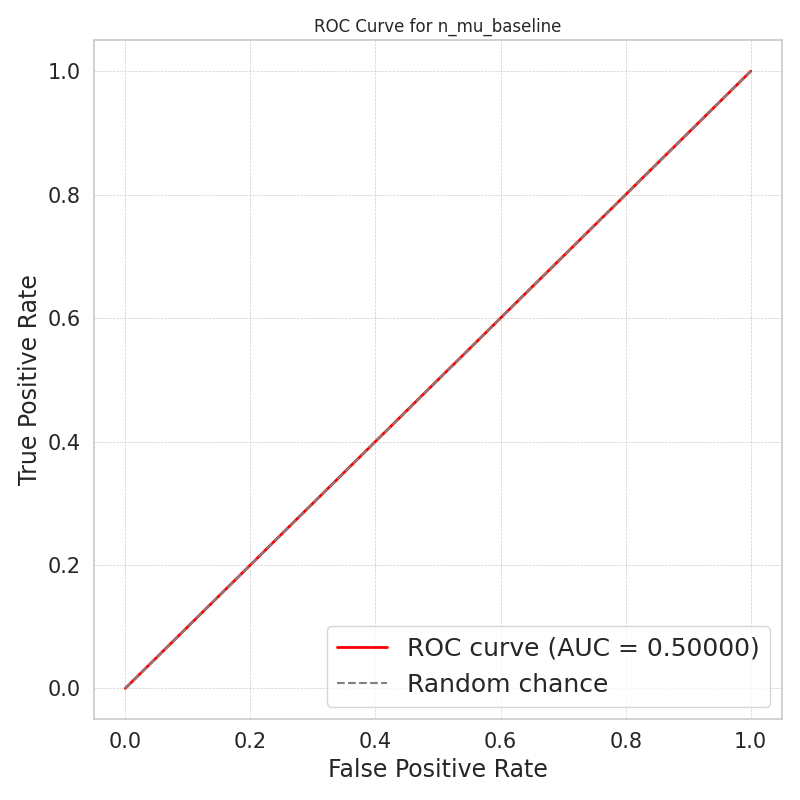 ROC Curve for n_mu_baseline
1.0
0.8
0.6
0.4
0.2
0.0
True Positive Rate
ROC curve (AUC = 0.50000)
Random chance
0.0 0.2 0.4 0.6 0.8 1.0
False Positive Rate